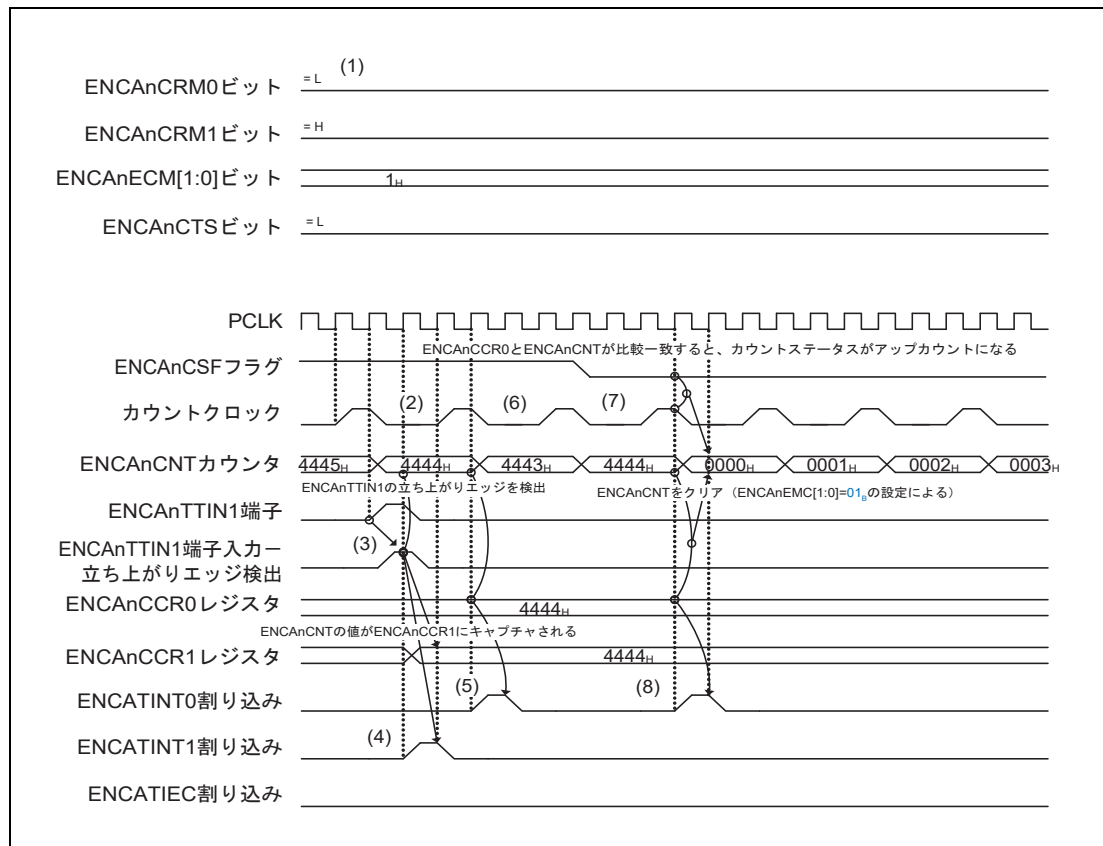 (1)
ENCAnCRM0ビット = L
ENCAnCRM1ビット = H
ENCAnECM[1:0]ビット 1H
ENCAnCTSビット = L
PCLK
ENCAnCCR0とENCAnCNTが比較一致すると、カウントステータスがアップカウントになる
ENCAnCSFフラグ
カウントクロック (2) (6) (7)
ENCAnCNTカウンタ 4445H 4444H 4443H 4444H 0000H 0001H 0002H 0003H
ENCAnTTIN1の立ち上がりエッジを検出 ENCAnCNTをクリア（ENCAnEMC[1:0]=01Bの設定による）
ENCAnTTIN1端子
(3)
ENCAnTTIN1端子入力ー
立ち上がりエッジ検出
ENCAnCCR0レジスタ 4444H
ENCAnCNTの値がENCAnCCR1にキャプチャされる
ENCAnCCR1レジスタ 4444H
ENCATINT0割り込み (5) (8)
ENCATINT1割り込み (4)
ENCATIEC割り込み